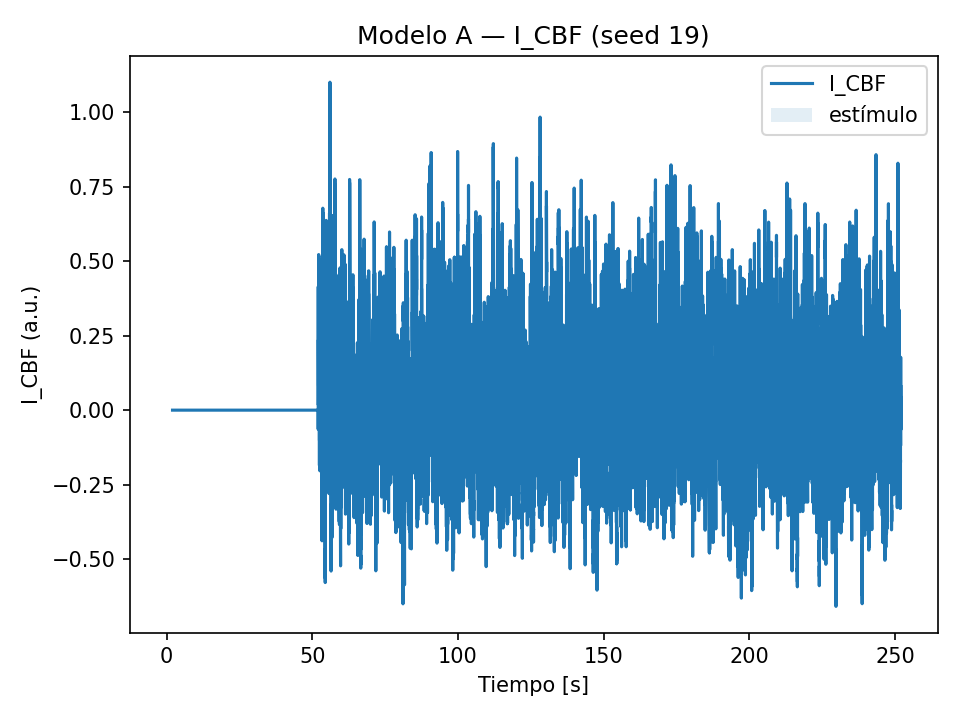 Modelo A — I_CBF (seed 19)
I_CBF
estímulo
I_CBF (a.u.)
1.00
0.75
0.50
0.25
0.00
−0.25
−0.50
0 50 100 150 200 250
Tiempo [s]